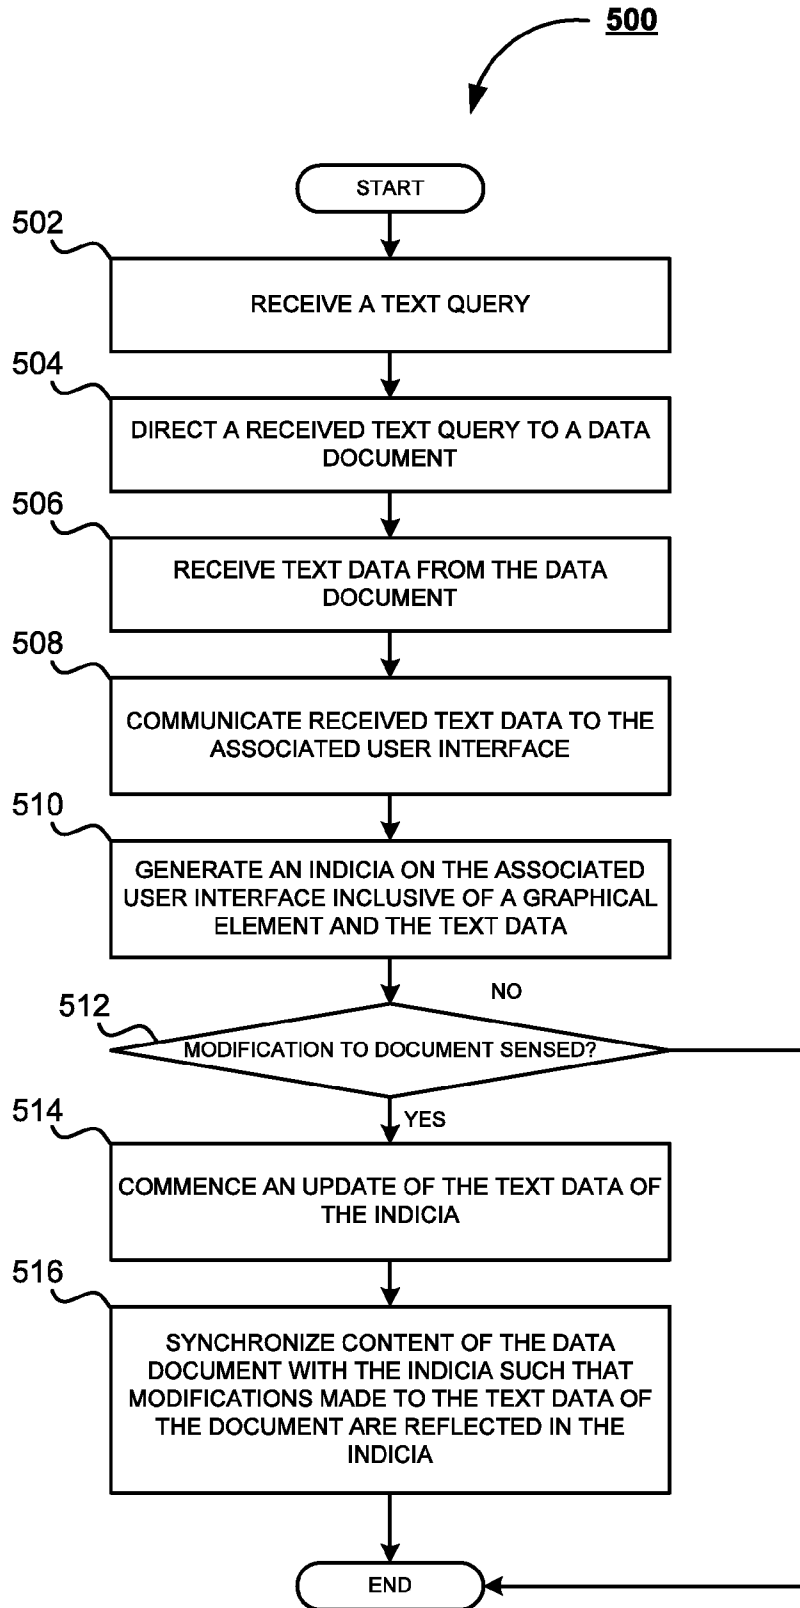 500
START
502
RECEIVE A TEXT QUERY
504
DIRECT A RECEIVED TEXT QUERY TO A DATA
DOCUMENT
506
RECEIVE TEXT DATA FROM THE DATA
DOCUMENT
508
COMMUNICATE RECEIVED TEXT DATA TO THE
ASSOCIATED USER INTERFACE
510
GENERATE AN INDICIA ON THE ASSOCIATED
USER INTERFACE INCLUSIVE OF A GRAPHICAL
ELEMENT AND THE TEXT DATA
NO
512
MODIFICATION TO DOCUMENT SENSED?
YES
514
COMMENCE AN UPDATE OF THE TEXT DATA OF
THE INDICIA
516
SYNCHRONIZE CONTENT OF THE DATA
DOCUMENT WITH THE INDICIA SUCH THAT
MODIFICATIONS MADE TO THE TEXT DATA OF
THE DOCUMENT ARE REFLECTED IN THE
INDICIA
END